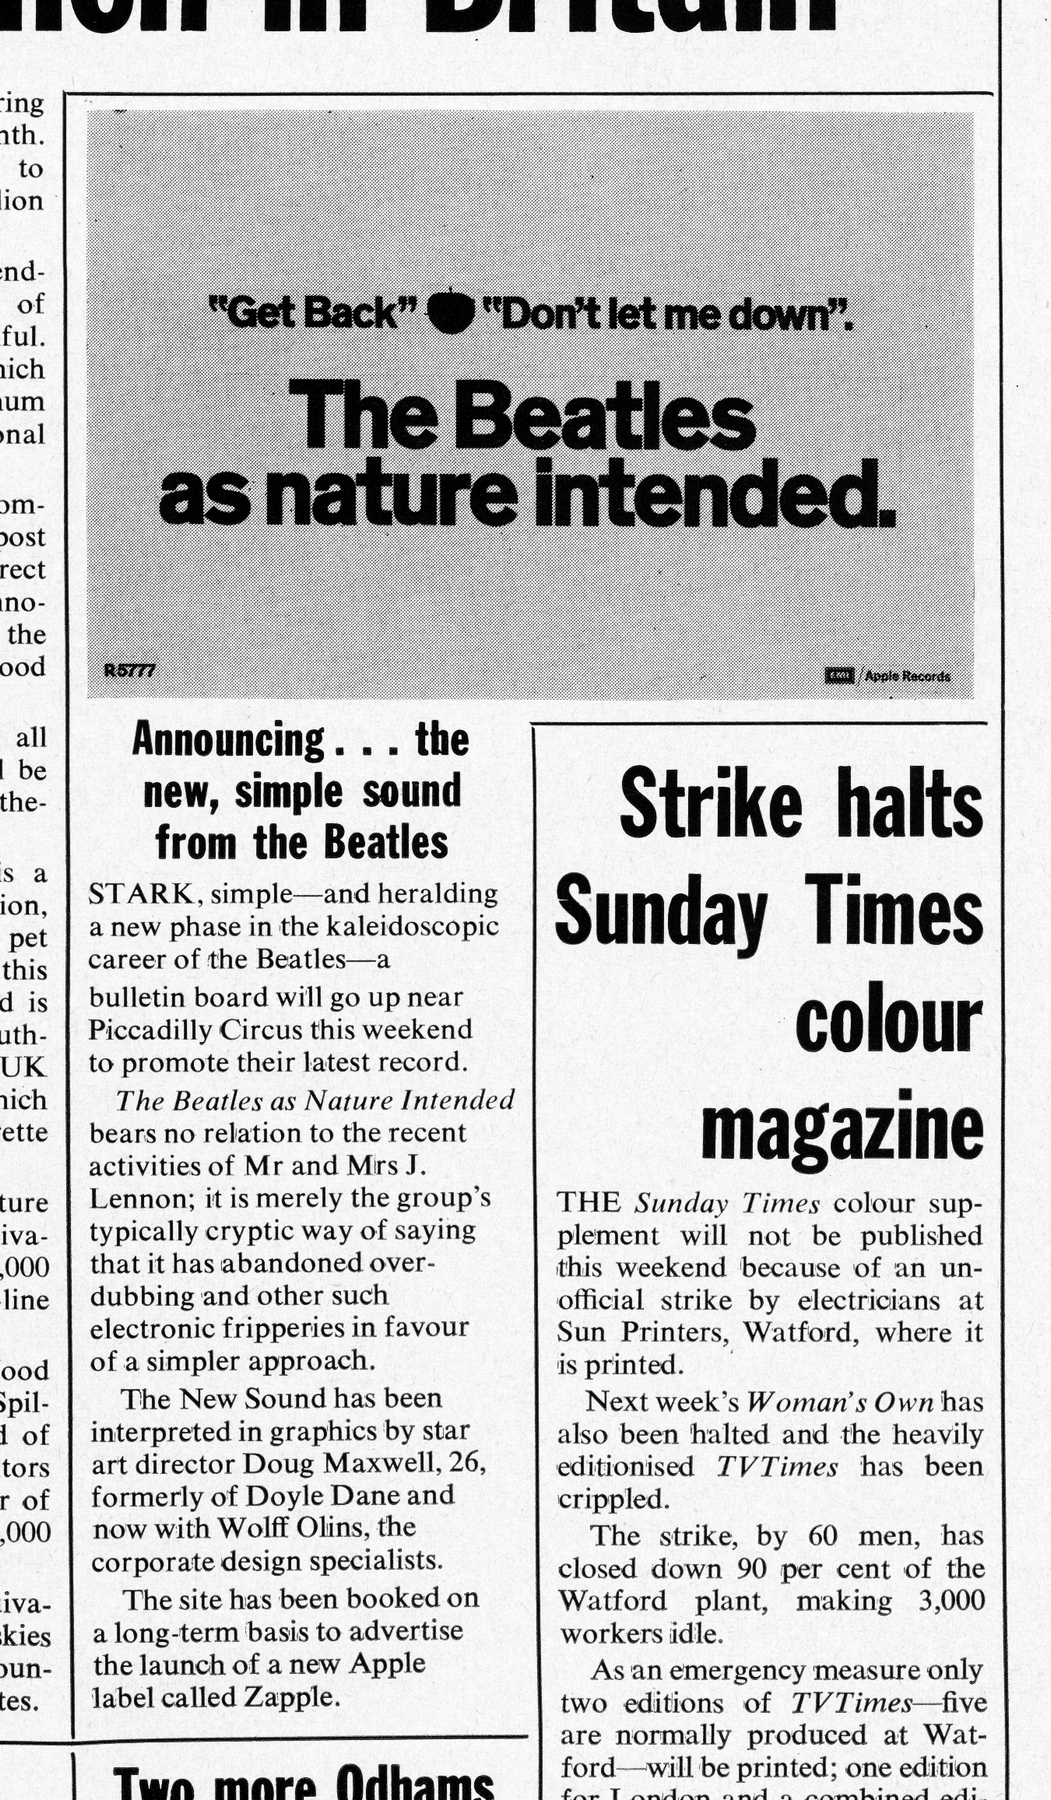 in Britain
ring
nth.
to
lion
end-
of
ful.
hich
num
onal
om-
post
rect
nno-
the
ood
all
l be
the-
is a
ion,
pet
this
d is
uth-
UK
hich
ette
ture
iva-
,000
-line
ood
Spil-
d of
tors
r of
,000
iva-
skies
oun-
tes.
"Get Back" "Don't let me down".
The Beatles
as nature intended.
R5777
EMI / Apple Records
Announcing . . . the
new, simple sound
from the Beatles
STARK, simple—and heralding
a new phase in the kaleidoscopic
career of the Beatles—a
bulletin board will go up near
Piccadilly Circus this weekend
to promote their latest record.
The Beatles as Nature Intended
bears no relation to the recent
activities of Mr and Mrs J.
Lennon; it is merely the group's
typically cryptic way of saying
that it has abandoned over-
dubbing and other such
electronic fripperies in favour
of a simpler approach.
The New Sound has been
interpreted in graphics by star
art director Doug Maxwell, 26,
formerly of Doyle Dane and
now with Wolff Olins, the
corporate design specialists.
The site has been booked on
a long-term basis to advertise
the launch of a new Apple
label called Zapple.
Two more Odhams
Strike halts
Sunday Times
colour
magazine
THE Sunday Times colour sup-
plement will not be published
this weekend because of an un-
official strike by electricians at
Sun Printers, Watford, where it
is printed.
Next week's Woman's Own has
also been halted and the heavily
editionised TVTimes has been
crippled.
The strike, by 60 men, has
closed down 90 per cent of the
Watford plant, making 3,000
workers idle.
As an emergency measure only
two editions of TVTimes—five
are normally produced at Wat-
ford—will be printed; one edition
for London and a combined edi-